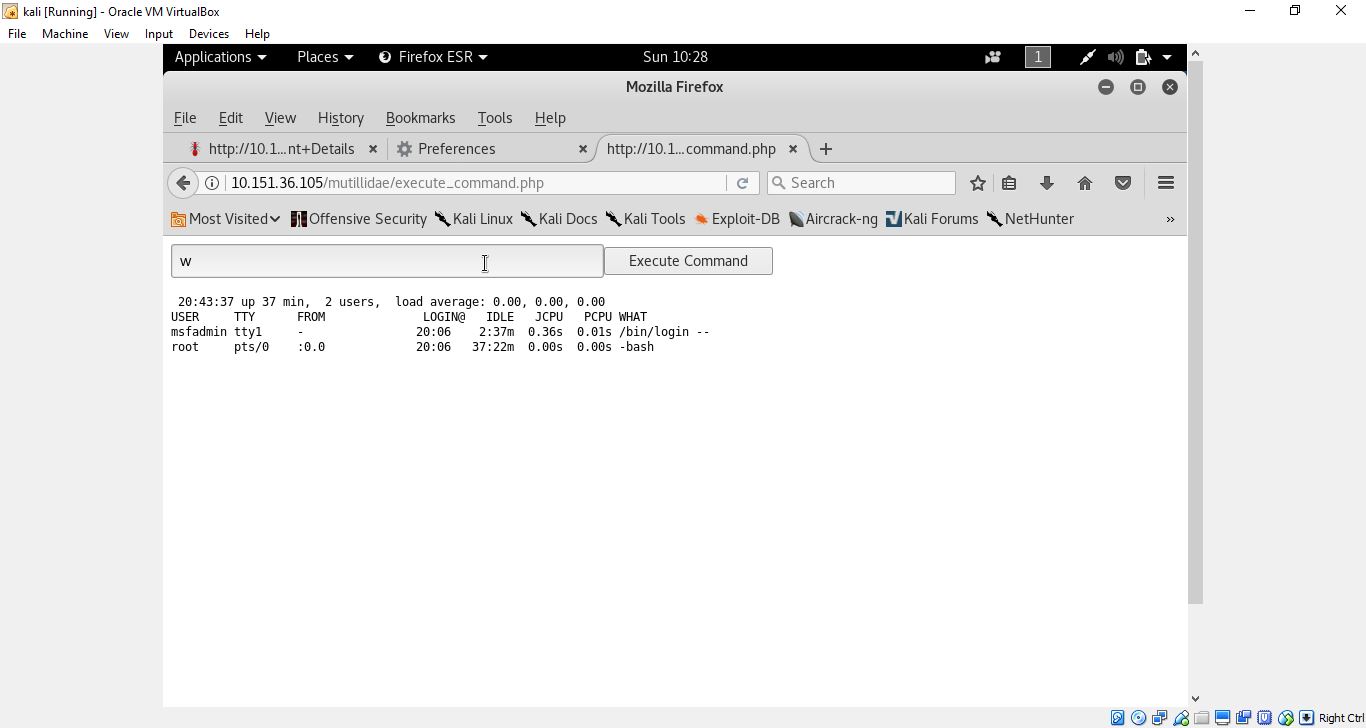 kali [Running] - Oracle VM VirtualBox
File Machine View Input Devices Help
Applications Places Firefox ESR Sun 10:28 1
Mozilla Firefox
File Edit View History Bookmarks Tools Help
http://10.1...nt+Details Preferences http://10.1...command.php
10.151.36.105/mutillidae/execute_command.php Search
Most Visited Offensive Security Kali Linux Kali Docs Kali Tools Exploit-DB Aircrack-ng Kali Forums NetHunter »
w Execute Command
20:43:37 up 37 min, 2 users, load average: 0.00, 0.00, 0.00
USER TTY FROM LOGIN@ IDLE JCPU PCPU WHAT
msfadmin tty1 - 20:06 2:37m 0.36s 0.01s /bin/login --
root pts/0 :0.0 20:06 37:22m 0.00s 0.00s -bash
Right Ctrl